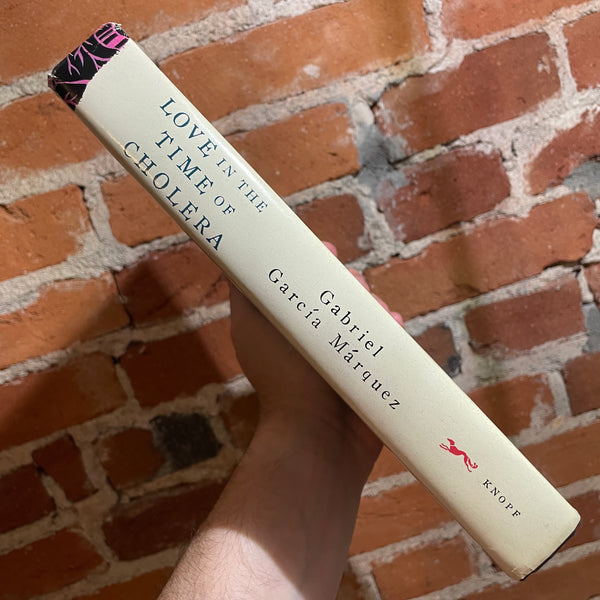 LOVE IN THE
TIME OF
CHOLERA
Gabriel
García Márquez
KNOPF